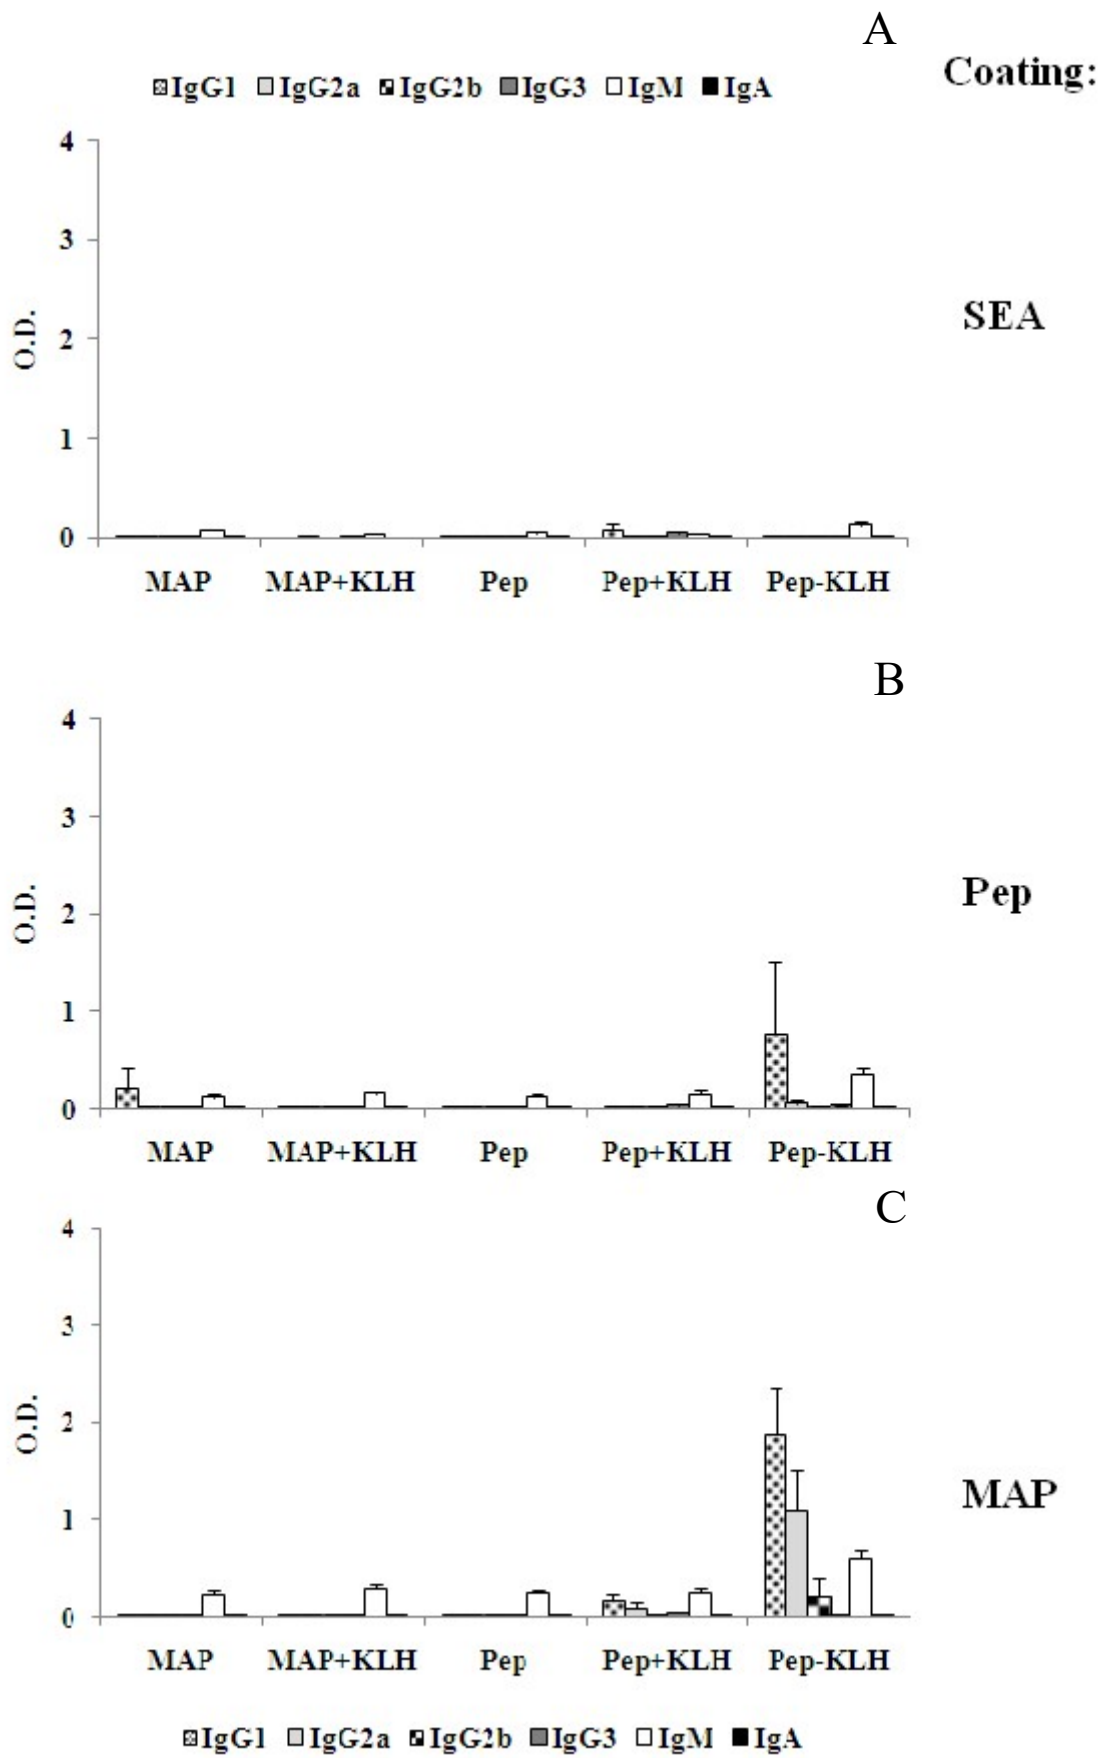 A
Coating:
IgG1 IgG2a IgG2b IgG3 IgM IgA
4
3
2
1
0
O.D.
SEA
MAP MAP+KLH Pep Pep+KLH Pep-KLH
B
4
3
2
1
0
O.D.
Pep
MAP MAP+KLH Pep Pep+KLH Pep-KLH
C
4
3
2
1
0
O.D.
MAP
MAP MAP+KLH Pep Pep+KLH Pep-KLH
IgG1 IgG2a IgG2b IgG3 IgM IgA